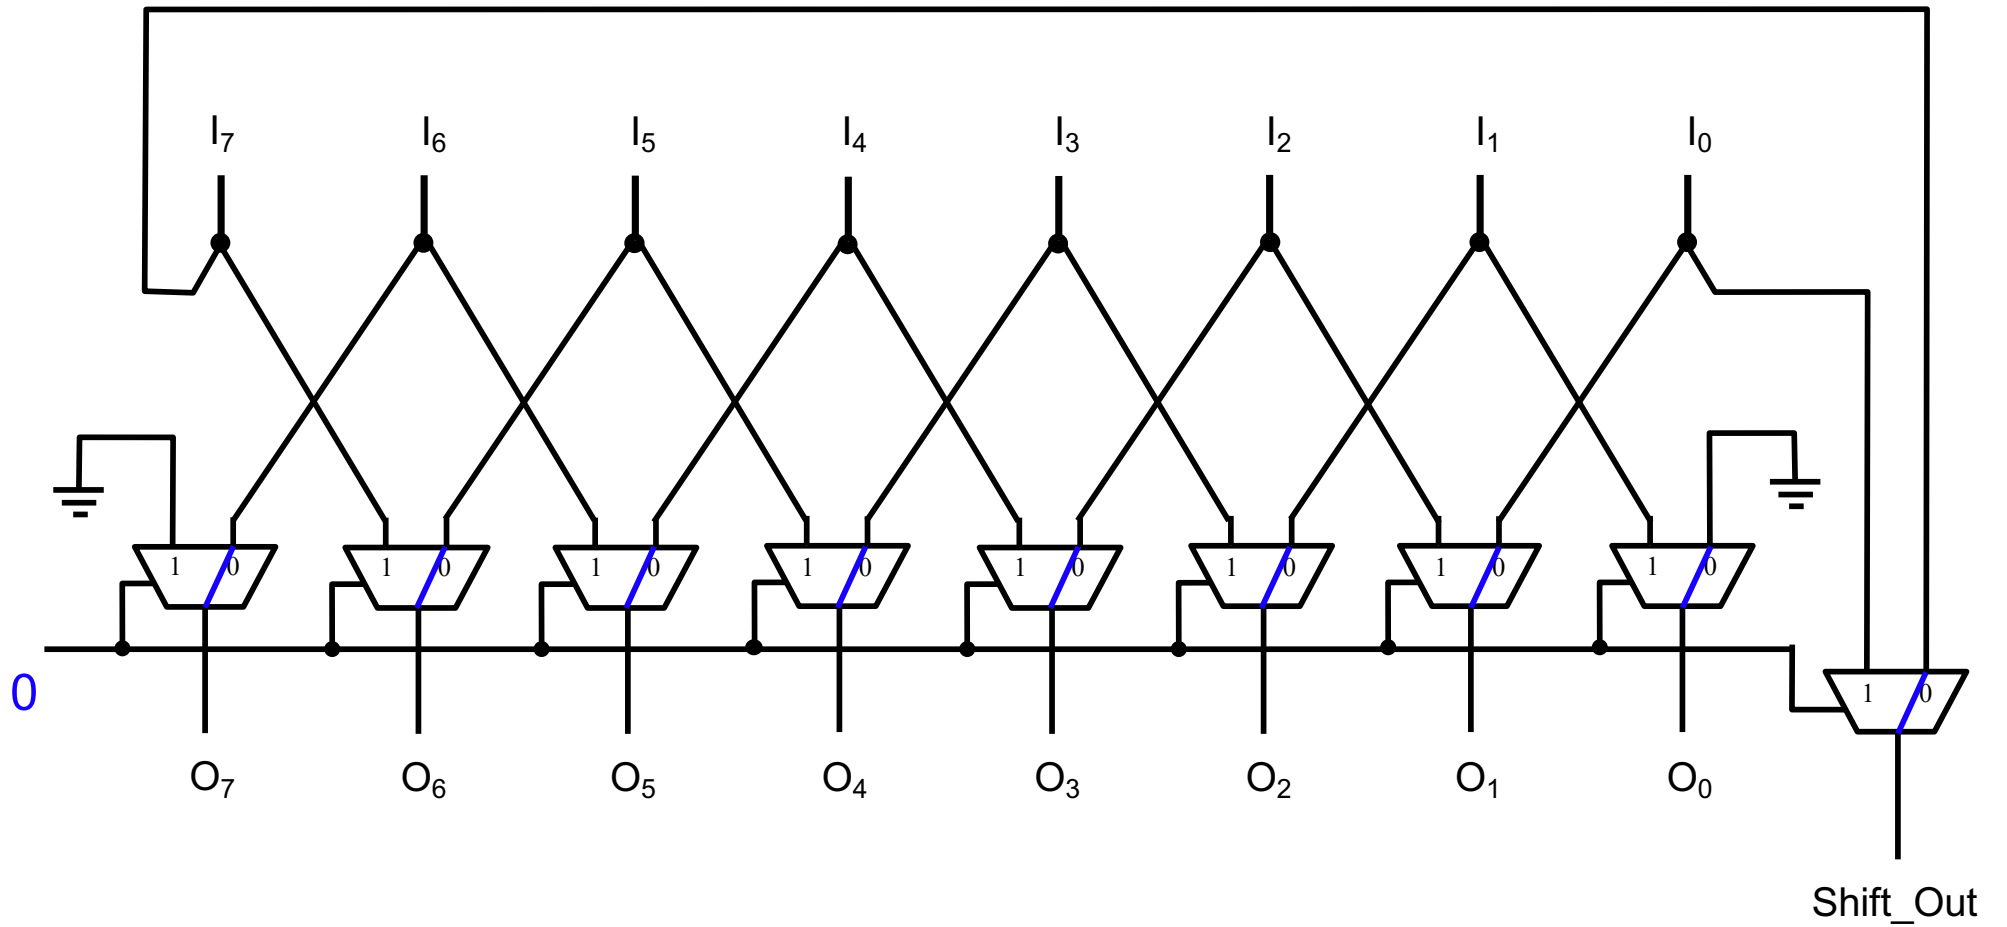 I₇ I₆ I₅ I₄ I₃ I₂ I₁ I₀
1 0 1 0 1 0 1 0 1 0 1 0 1 0 1 0
0
1 0
O₇ O₆ O₅ O₄ O₃ O₂ O₁ O₀
Shift_Out